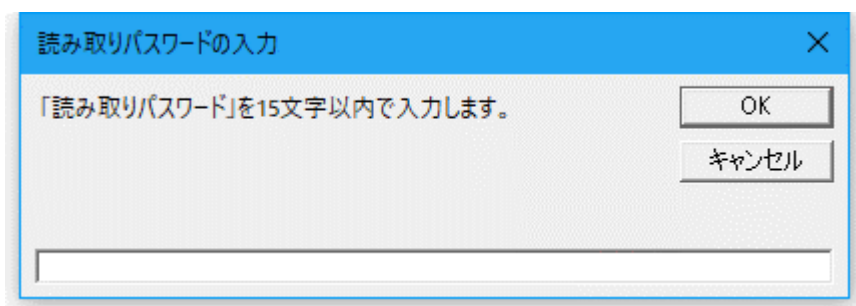 読み取りパスワードの入力
「読み取りパスワード」を15文字以内で入力します。
OK
キャンセル